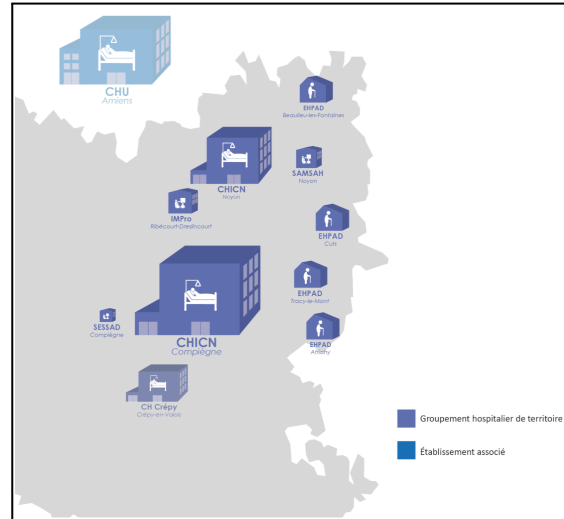 CHU
Amiens
EHPAD
Beaulieu-les-Fontaines
CHICN
Noyon
SAMSAH
Noyon
IMPro
Ribécourt-Dreslincourt
EHPAD
Cuts
EHPAD
Tracy-le-Mont
SESSAD
Compiègne
CHICN
Compiègne
EHPAD
Attichy
CH Crépy
Crépy-en-Valois
Groupement hospitalier de territoire
Établissement associé